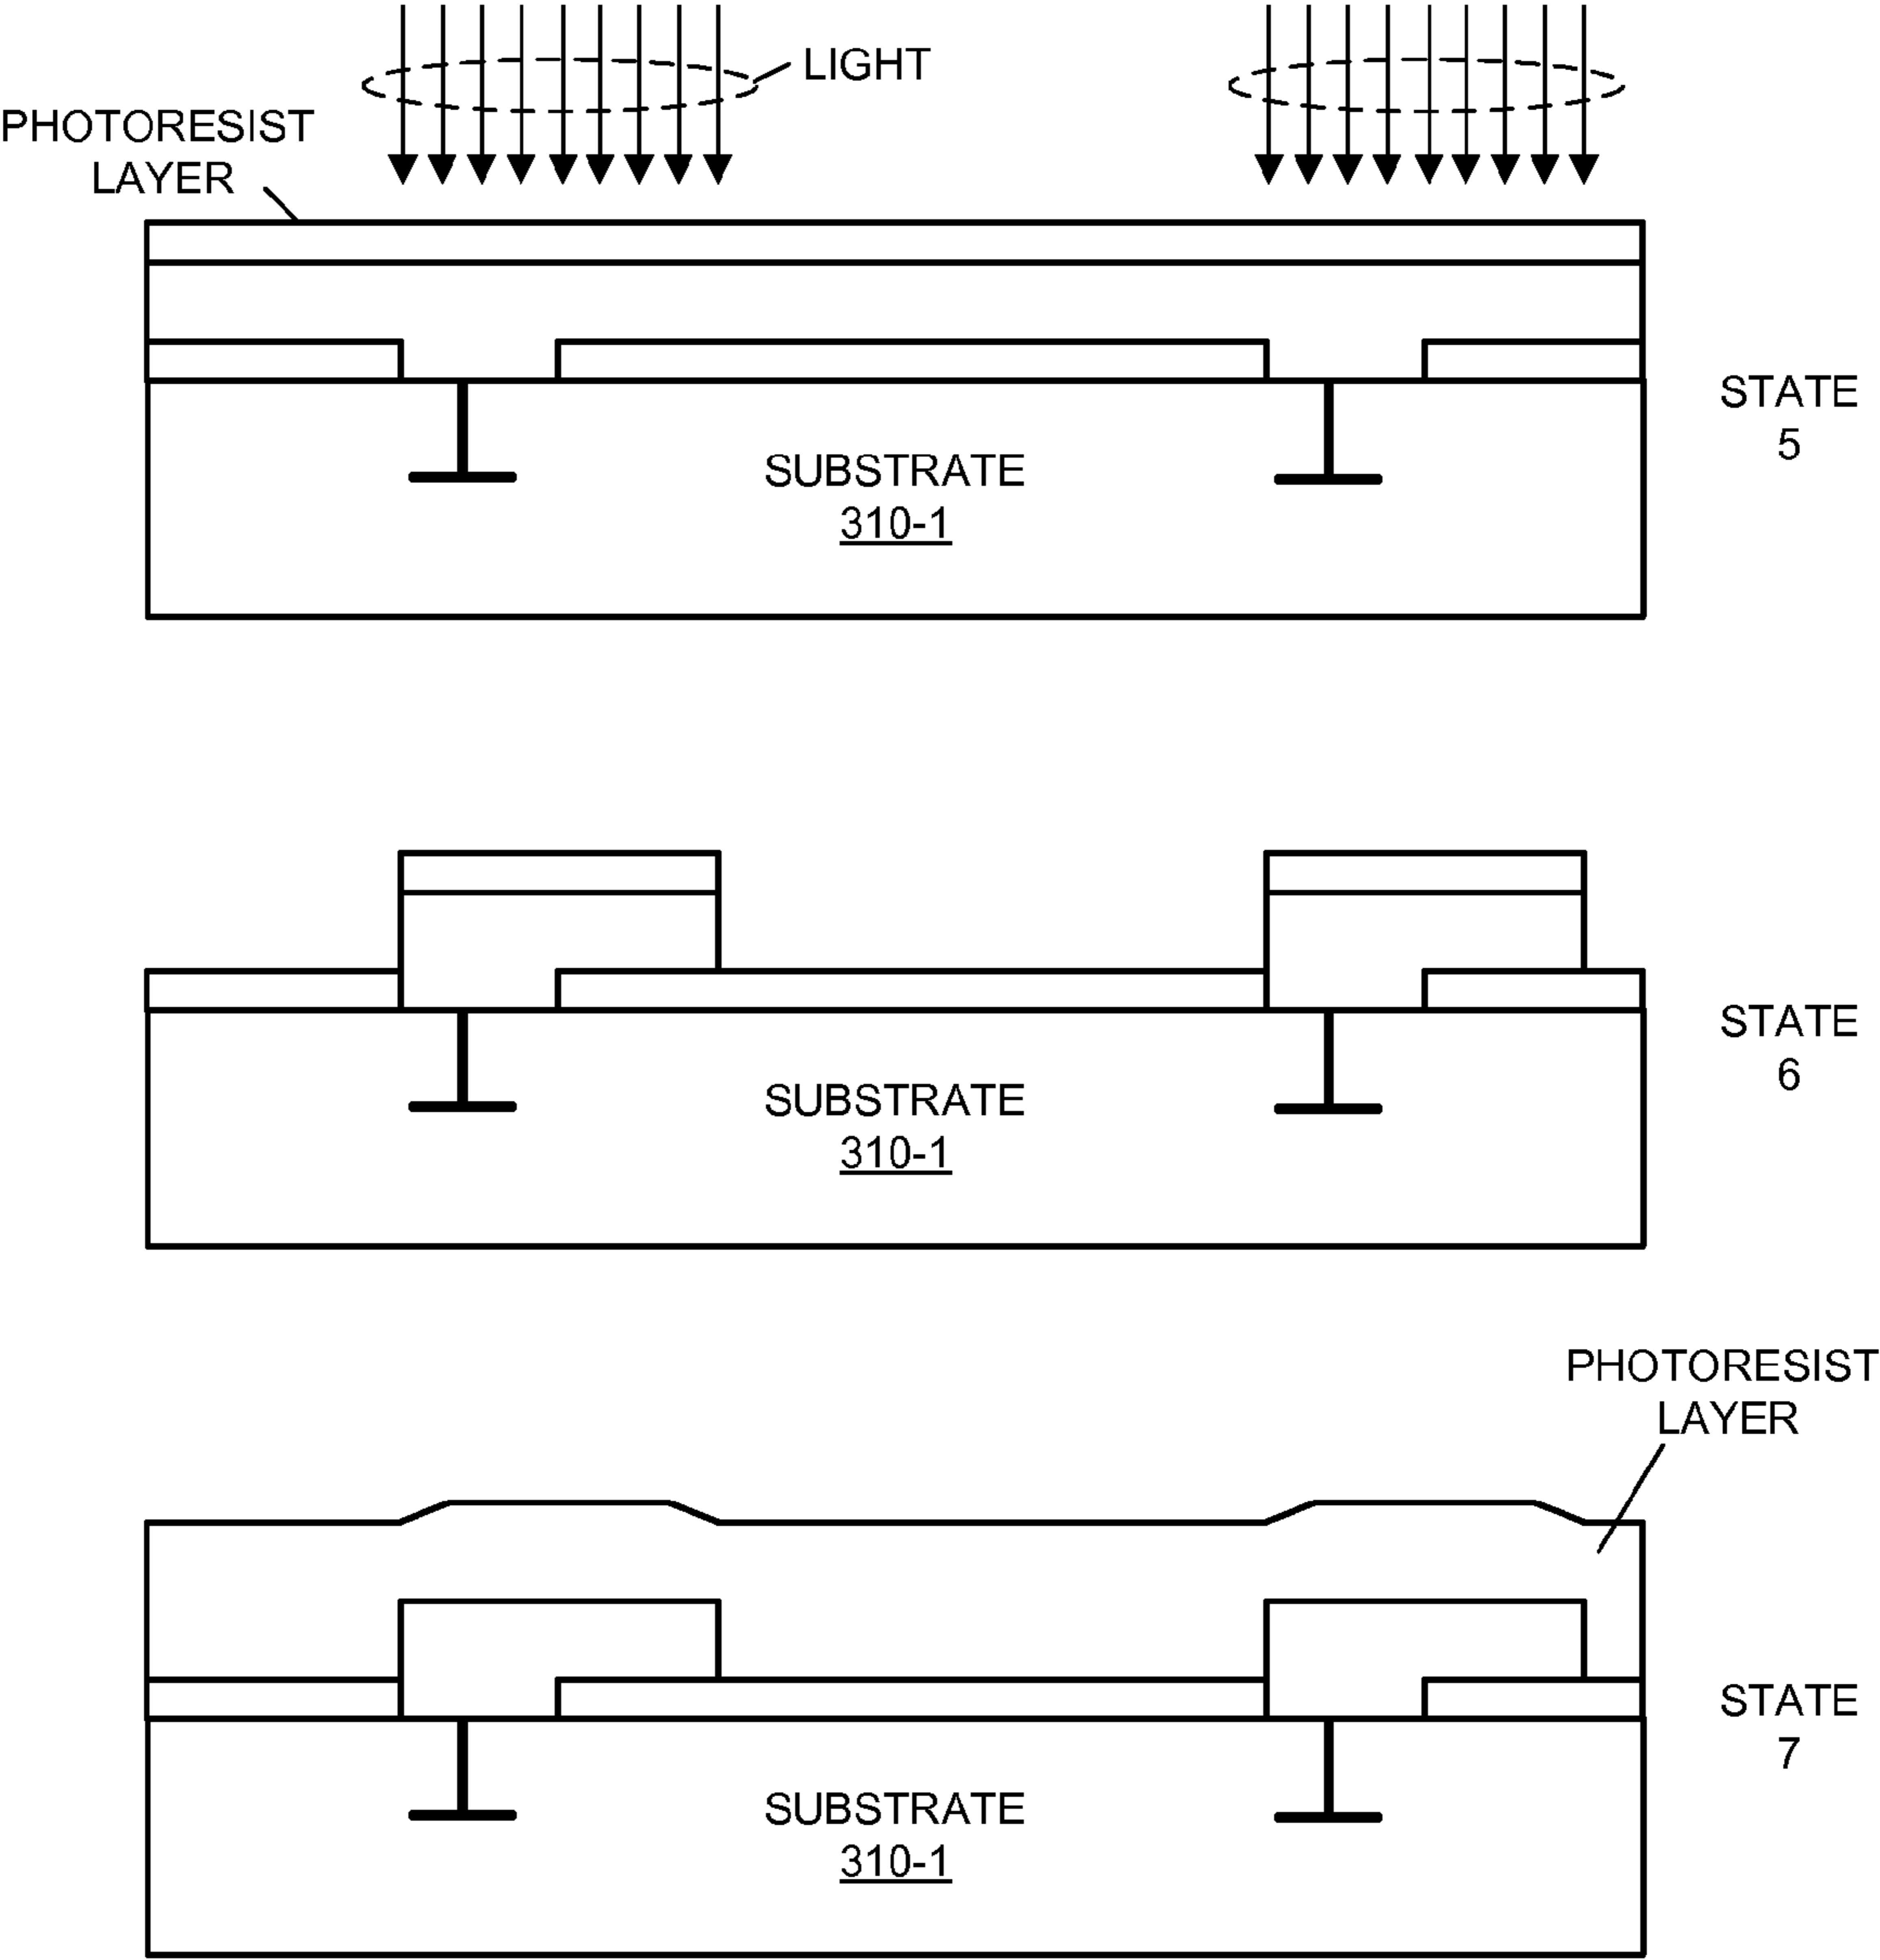 LIGHT
PHOTORESIST
LAYER
STATE
5
SUBSTRATE
310-1
STATE
6
SUBSTRATE
310-1
PHOTORESIST
LAYER
STATE
7
SUBSTRATE
310-1